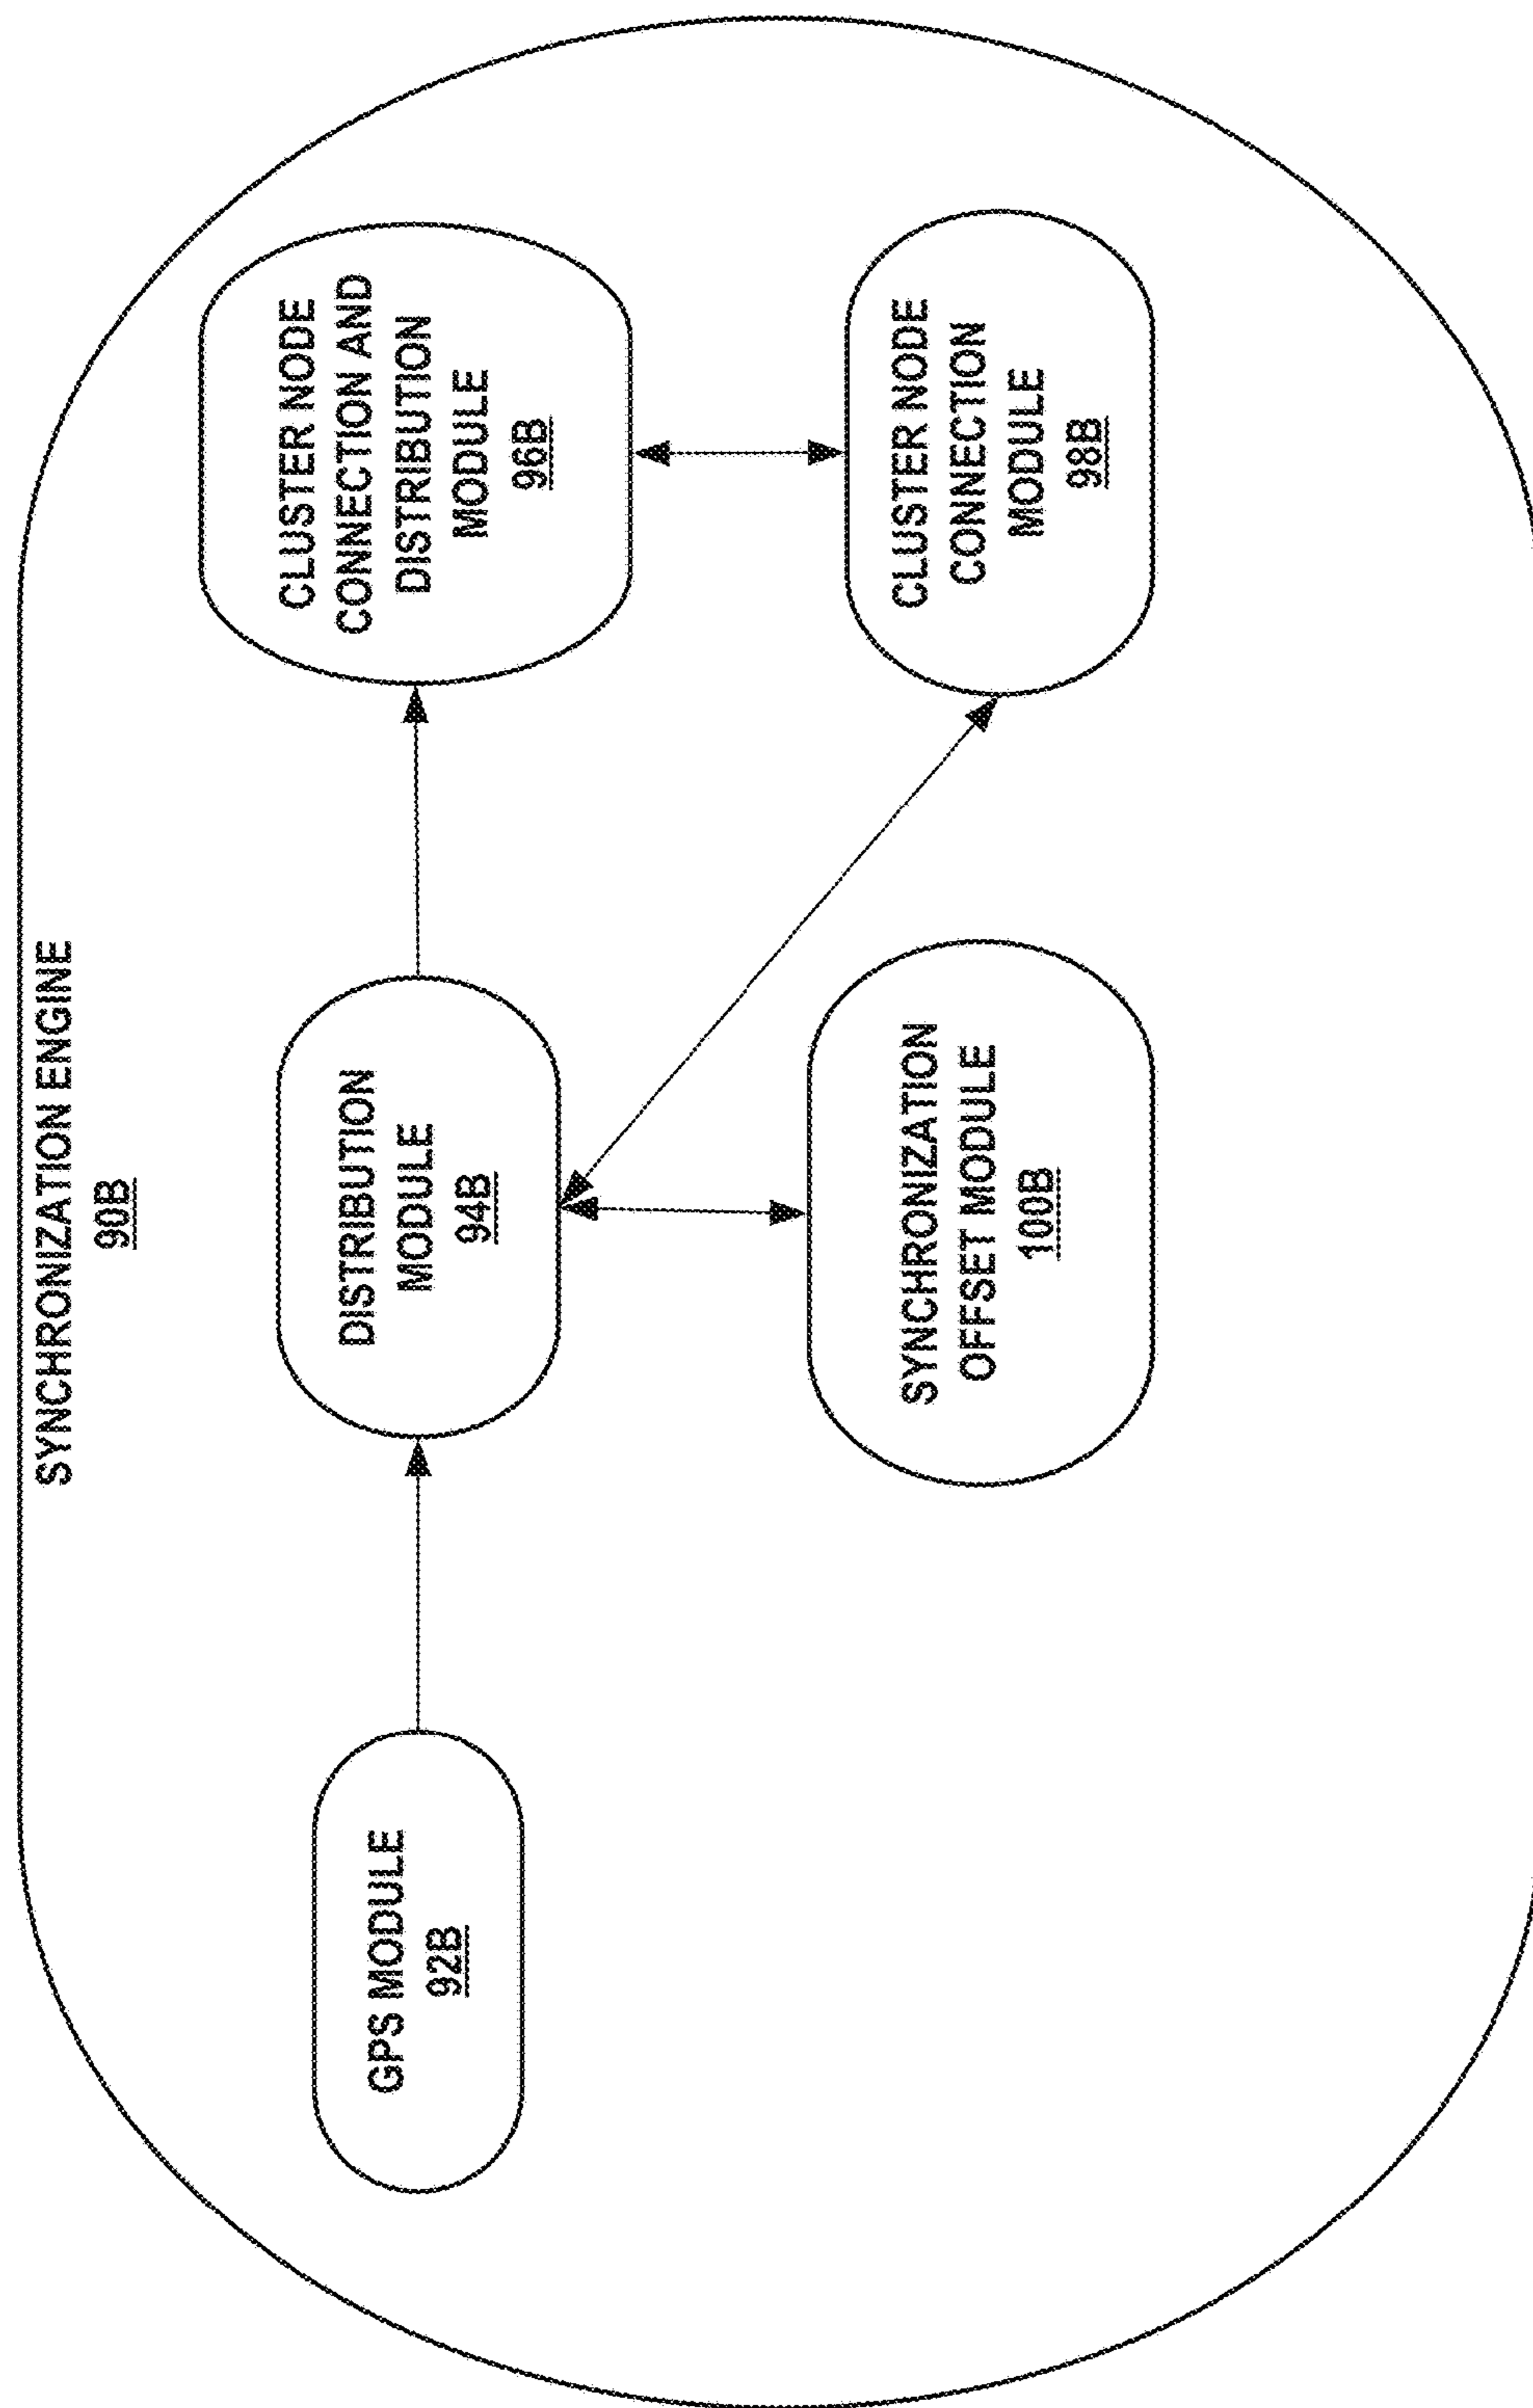 SYNCHRONIZATION ENGINE
90B
GPS MODULE
92B
DISTRIBUTION
MODULE
94B
CLUSTER NODE
CONNECTION AND
DISTRIBUTION
MODULE
96B
SYNCHRONIZATION
OFFSET MODULE
100B
CLUSTER NODE
CONNECTION
MODULE
98B